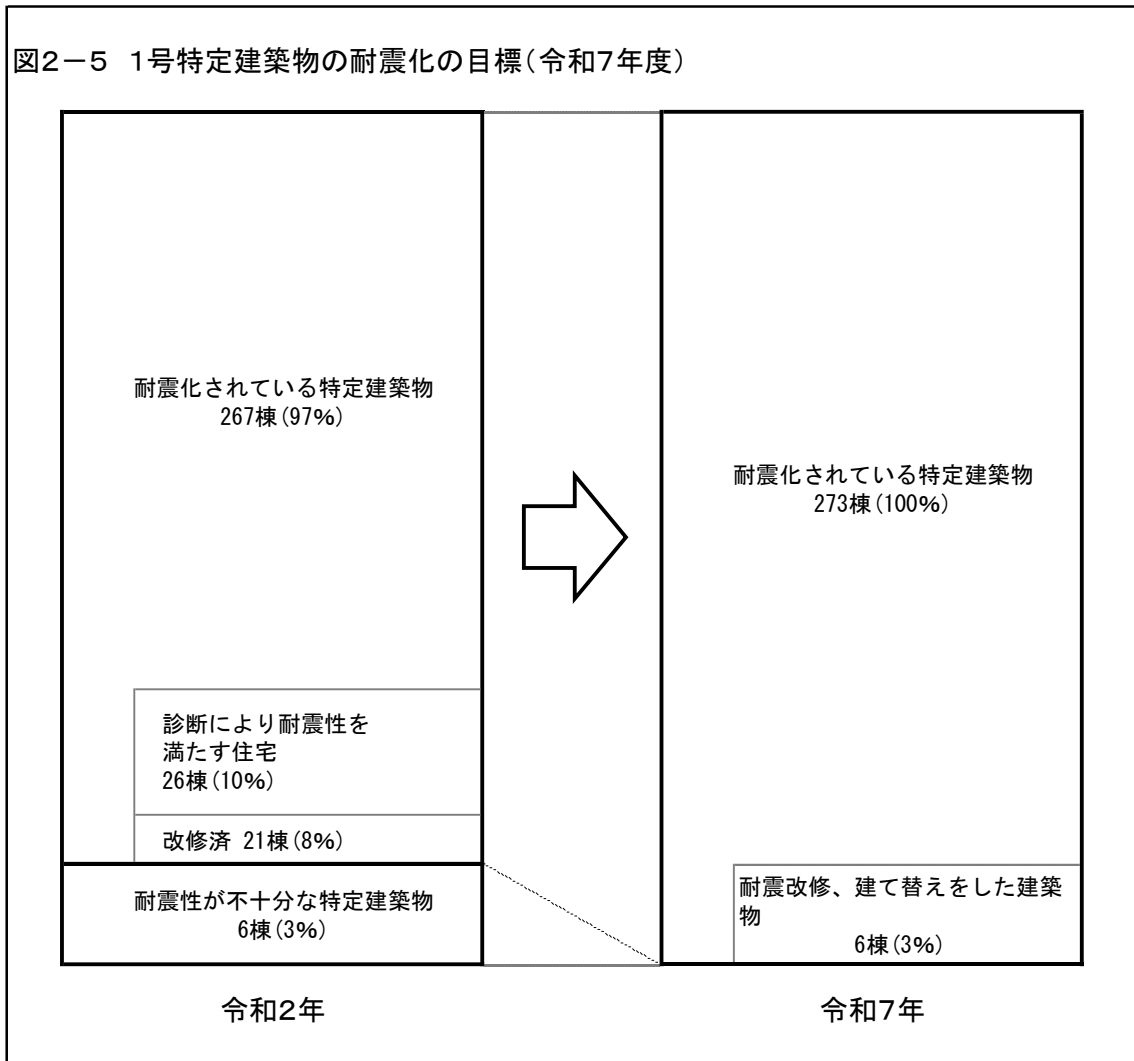 図2－5 1号特定建築物の耐震化の目標（令和7年度）
耐震化されている特定建築物
267棟(97%)
診断により耐震性を
満たす住宅
26棟(10%)
改修済 21棟(8%)
耐震性が不十分な特定建築物
6棟(3%)
令和2年
耐震化されている特定建築物
273棟(100%)
耐震改修、建て替えをした建築
物
6棟(3%)
令和7年